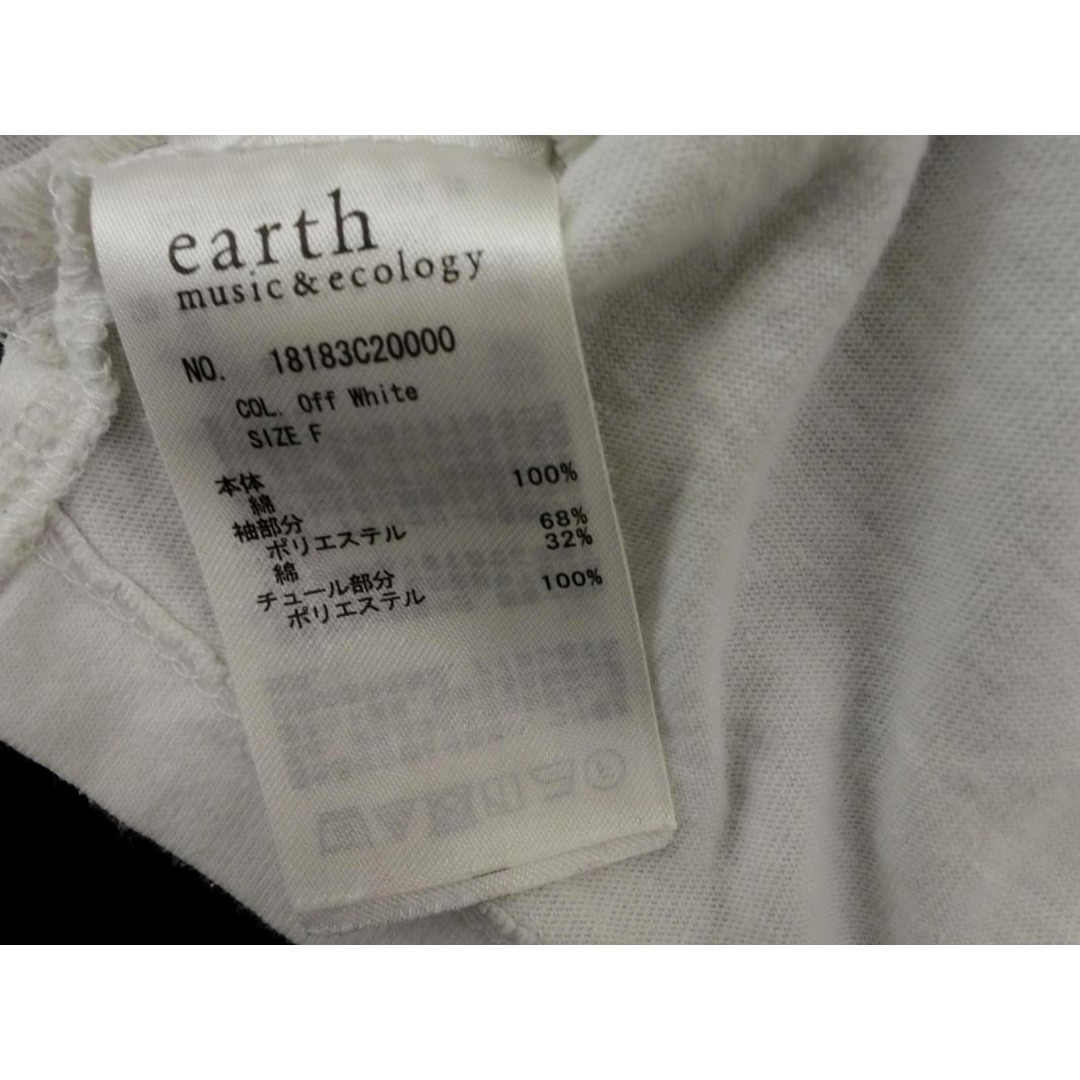 earth
music & ecology
NO. 18183C20000
COL. Off White
SIZE F
本体
綿 100%
袖部分
ポリエステル 68%
綿 32%
チュール部分
ポリエステル 100%